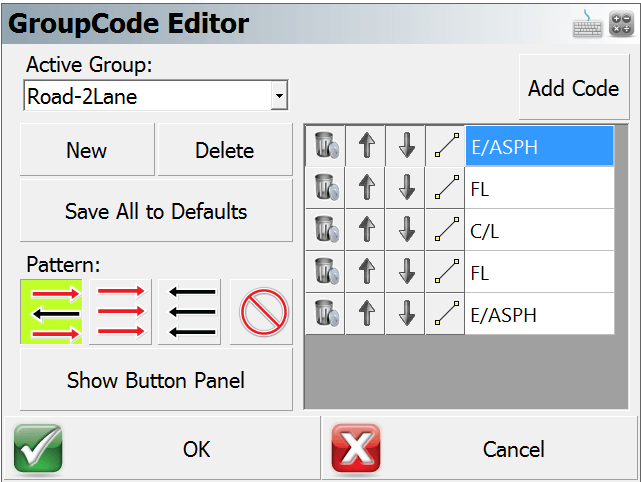 GroupCode Editor
Active Group:
Road-2Lane
Add Code
New
Delete
Save All to Defaults
E/ASPH
FL
C/L
FL
E/ASPH
Pattern:
Show Button Panel
OK
Cancel